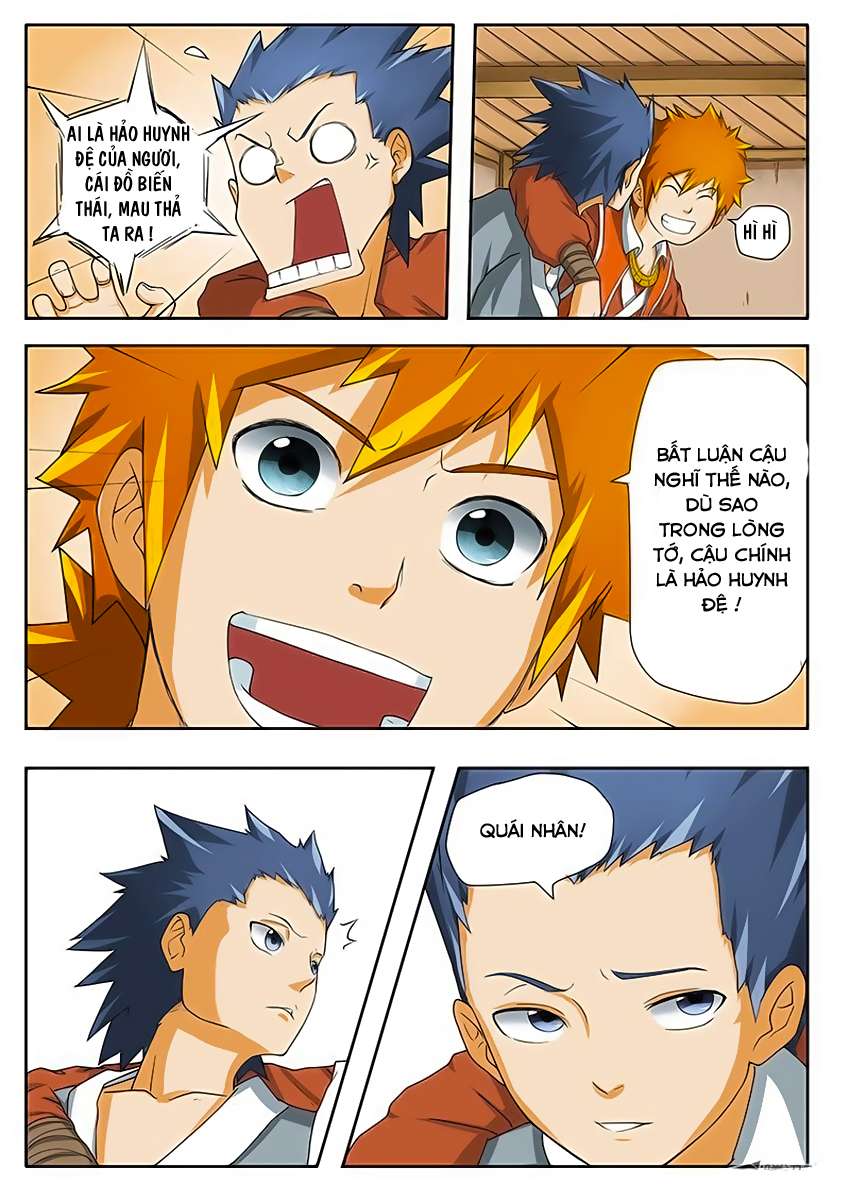 AI LÀ HẢO HUYNH
ĐỆ CỦA NGƯƠI,
CÁI ĐỒ BIẾN
THÁI, MAU THẢ
TA RA !
HÌ HÌ
BẤT LUẬN CẬU
NGHĨ THẾ NÀO,
DÙ SAO
TRONG LÒNG
TỚ, CẬU CHÍNH
LÀ HẢO HUYNH
ĐỆ !
QUÁI NHÂN!